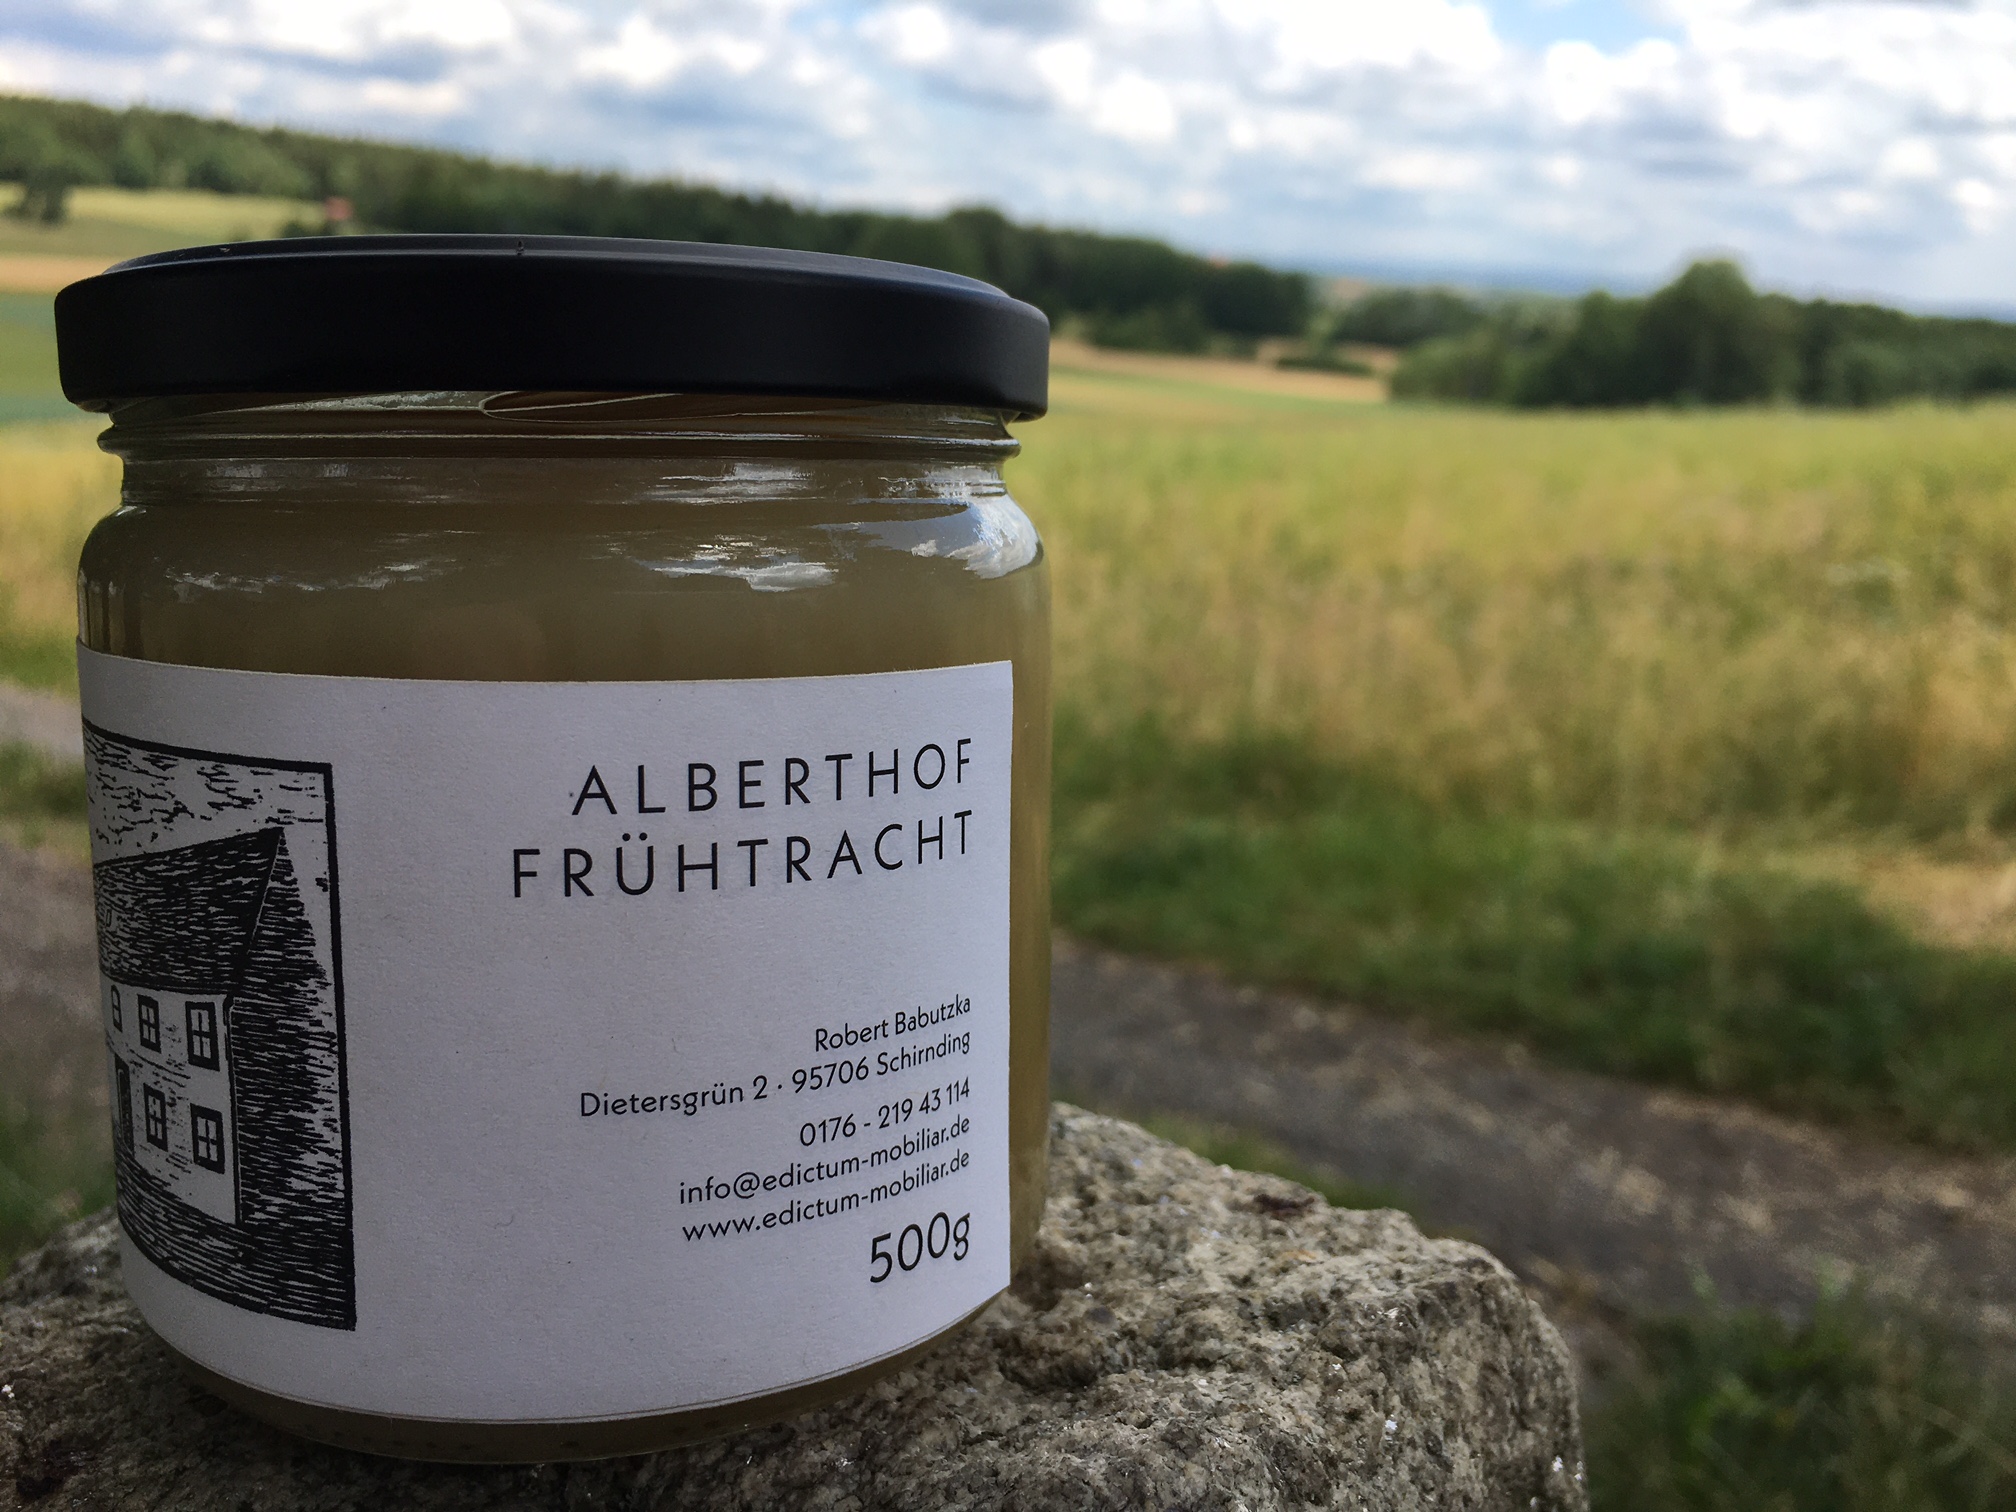 ALBERTHOF
FRÜHTRACHT
Robert Babutzka
Dietersgrün 2 · 95706 Schirnding
0176 - 219 43 114
info@edictum-mobiliar.de
www.edictum-mobiliar.de
500g